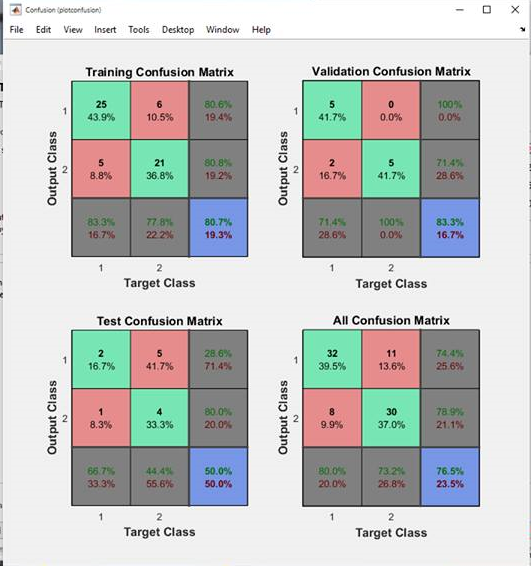 Confusion (plotconfusion)
File Edit View Insert Tools Desktop Window Help
Training Confusion Matrix
Output Class
1
25 6 80.6%
43.9% 10.5% 19.4%
2
5 21 80.8%
8.8% 36.8% 19.2%
83.3% 77.8% 80.7%
16.7% 22.2% 19.3%
1 2
Target Class
Validation Confusion Matrix
Output Class
1
5 0 100%
41.7% 0.0% 0.0%
2
2 5 71.4%
16.7% 41.7% 28.6%
71.4% 100% 83.3%
28.6% 0.0% 16.7%
1 2
Target Class
Test Confusion Matrix
Output Class
1
2 5 28.6%
16.7% 41.7% 71.4%
2
1 4 80.0%
8.3% 33.3% 20.0%
66.7% 44.4% 50.0%
33.3% 55.6% 50.0%
1 2
Target Class
All Confusion Matrix
Output Class
1
32 11 74.4%
39.5% 13.6% 25.6%
2
8 30 78.9%
9.9% 37.0% 21.1%
80.0% 73.2% 76.5%
20.0% 26.8% 23.5%
1 2
Target Class